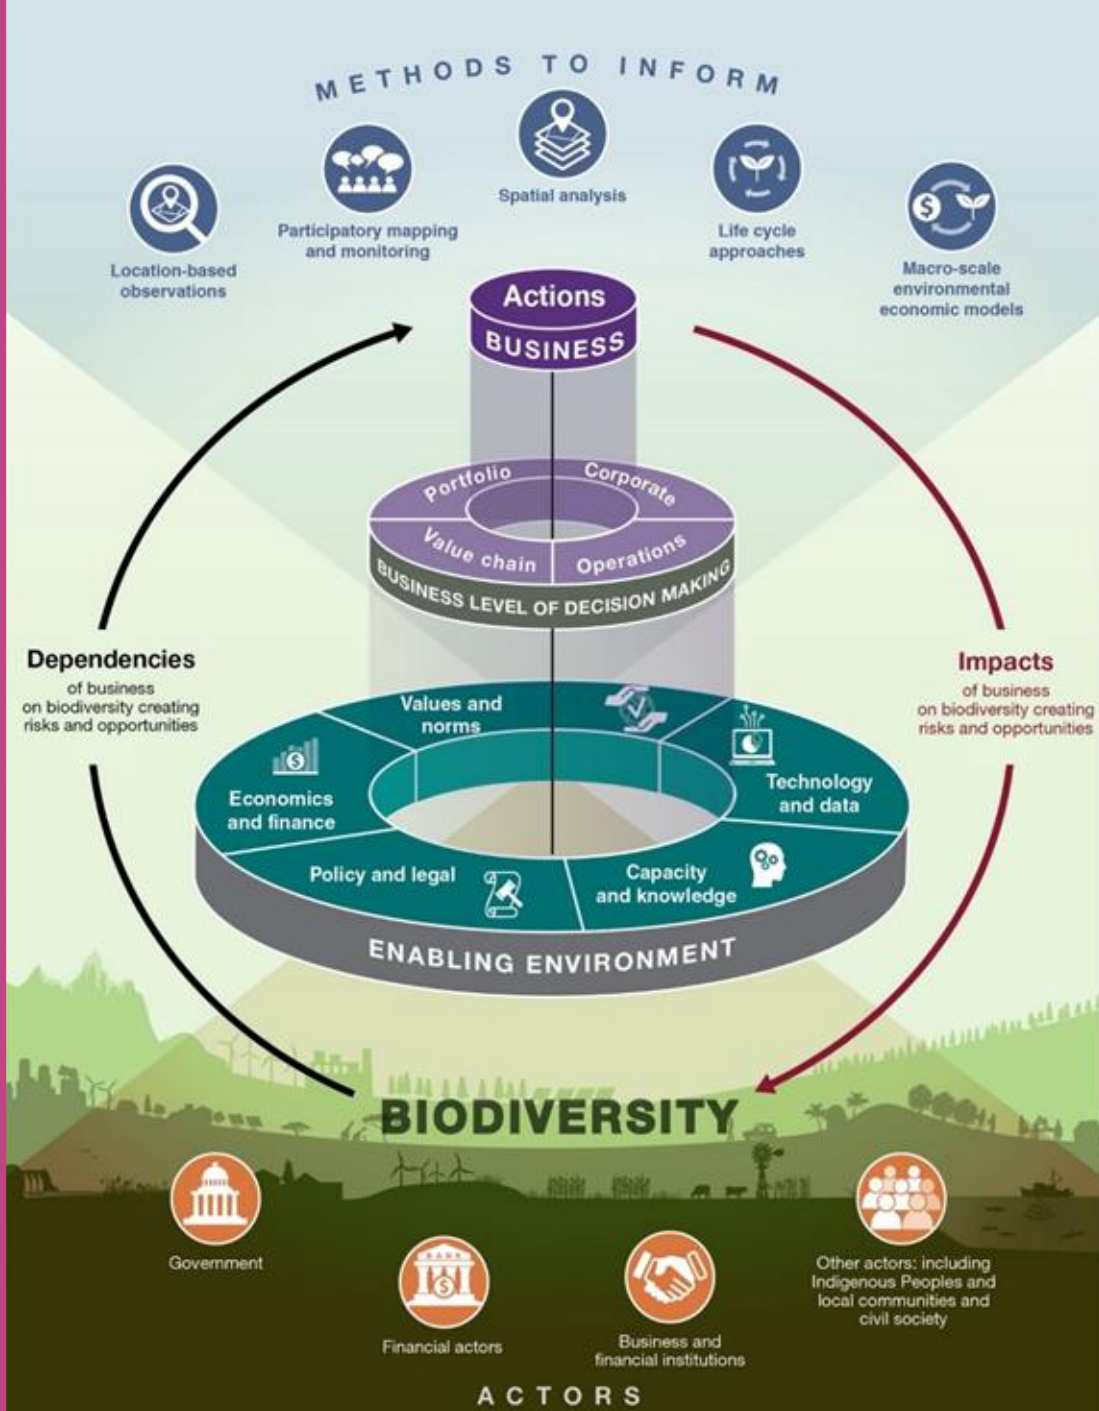 METHODS TO INFORM
Location-based
observations
Participatory mapping
and monitoring
Spatial analysis
Life cycle
approaches
Macro-scale
environmental
economic models
Actions
BUSINESS
Portfolio
Corporate
Value chain
Operations
BUSINESS LEVEL OF DECISION MAKING
Dependencies
of business
on biodiversity creating
risks and opportunities
Impacts
of business
on biodiversity creating
risks and opportunities
Values and
norms
Economics
and finance
Technology
and data
Policy and legal
Capacity
and knowledge
ENABLING ENVIRONMENT
BIODIVERSITY
Government
BANK
$
Financial actors
Business and
financial institutions
Other actors: including
Indigenous Peoples and
local communities and
civil society
ACTORS